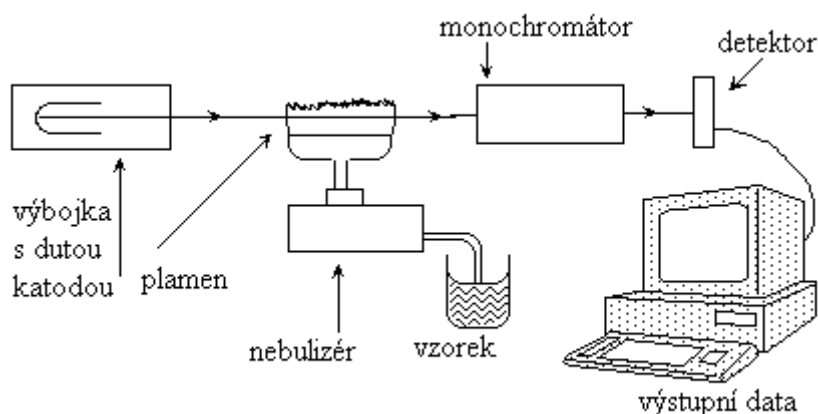 monochromátor
detektor
výbojka
s dutou
katodou
plamen
nebulizér
vzorek
výstupní data